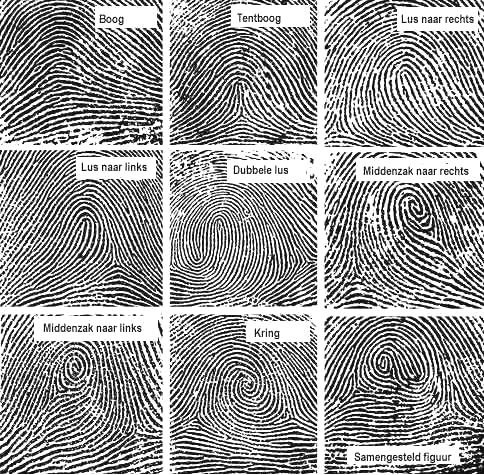 Boog
Tentboog
Lus naar rechts
Lus naar links
Dubbele lus
Middenzak naar rechts
Middenzak naar links
Kring
Samengesteld figuur